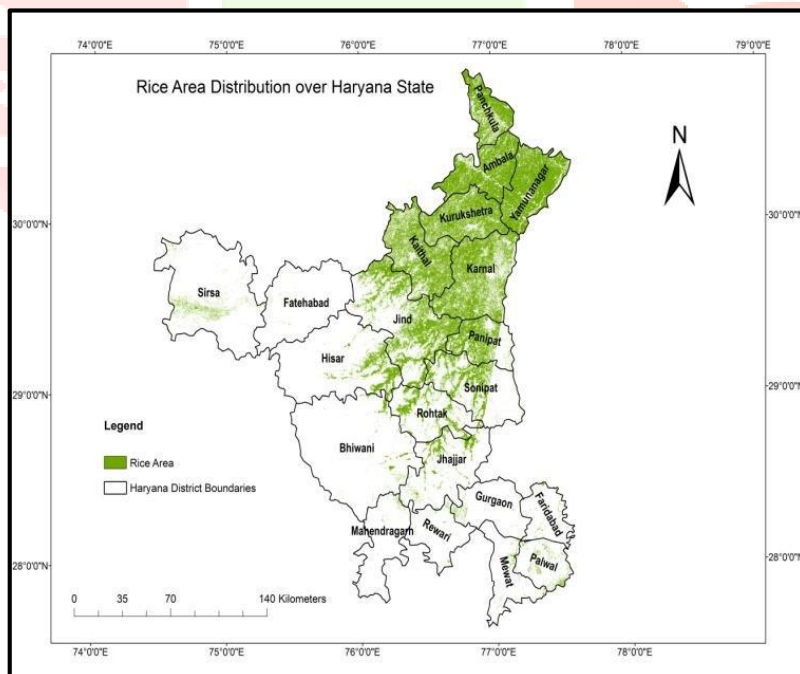 74°0'0"E 75°0'0"E 76°0'0"E 77°0'0"E 78°0'0"E 79°0'0"E
Rice Area Distribution over Haryana State
N
Panchkula
Ambala
Yamunanagar
30°0'0"N 30°0'0"N
Kurukshetra
Kaithal
Karnal
Sirsa
Fatehabad
Jind
Panipat
Hisar
29°0'0"N 29°0'0"N
Sonipat
Rohtak
Legend
Bhiwani
Jhajjar
Rice Area
Haryana District Boundaries
Gurgaon
Faridabad
Mahendragarh
Rewari
28°0'0"N 28°0'0"N
Mewat
Palwal
0 35 70 140 Kilometers
74°0'0"E 75°0'0"E 76°0'0"E 77°0'0"E 78°0'0"E